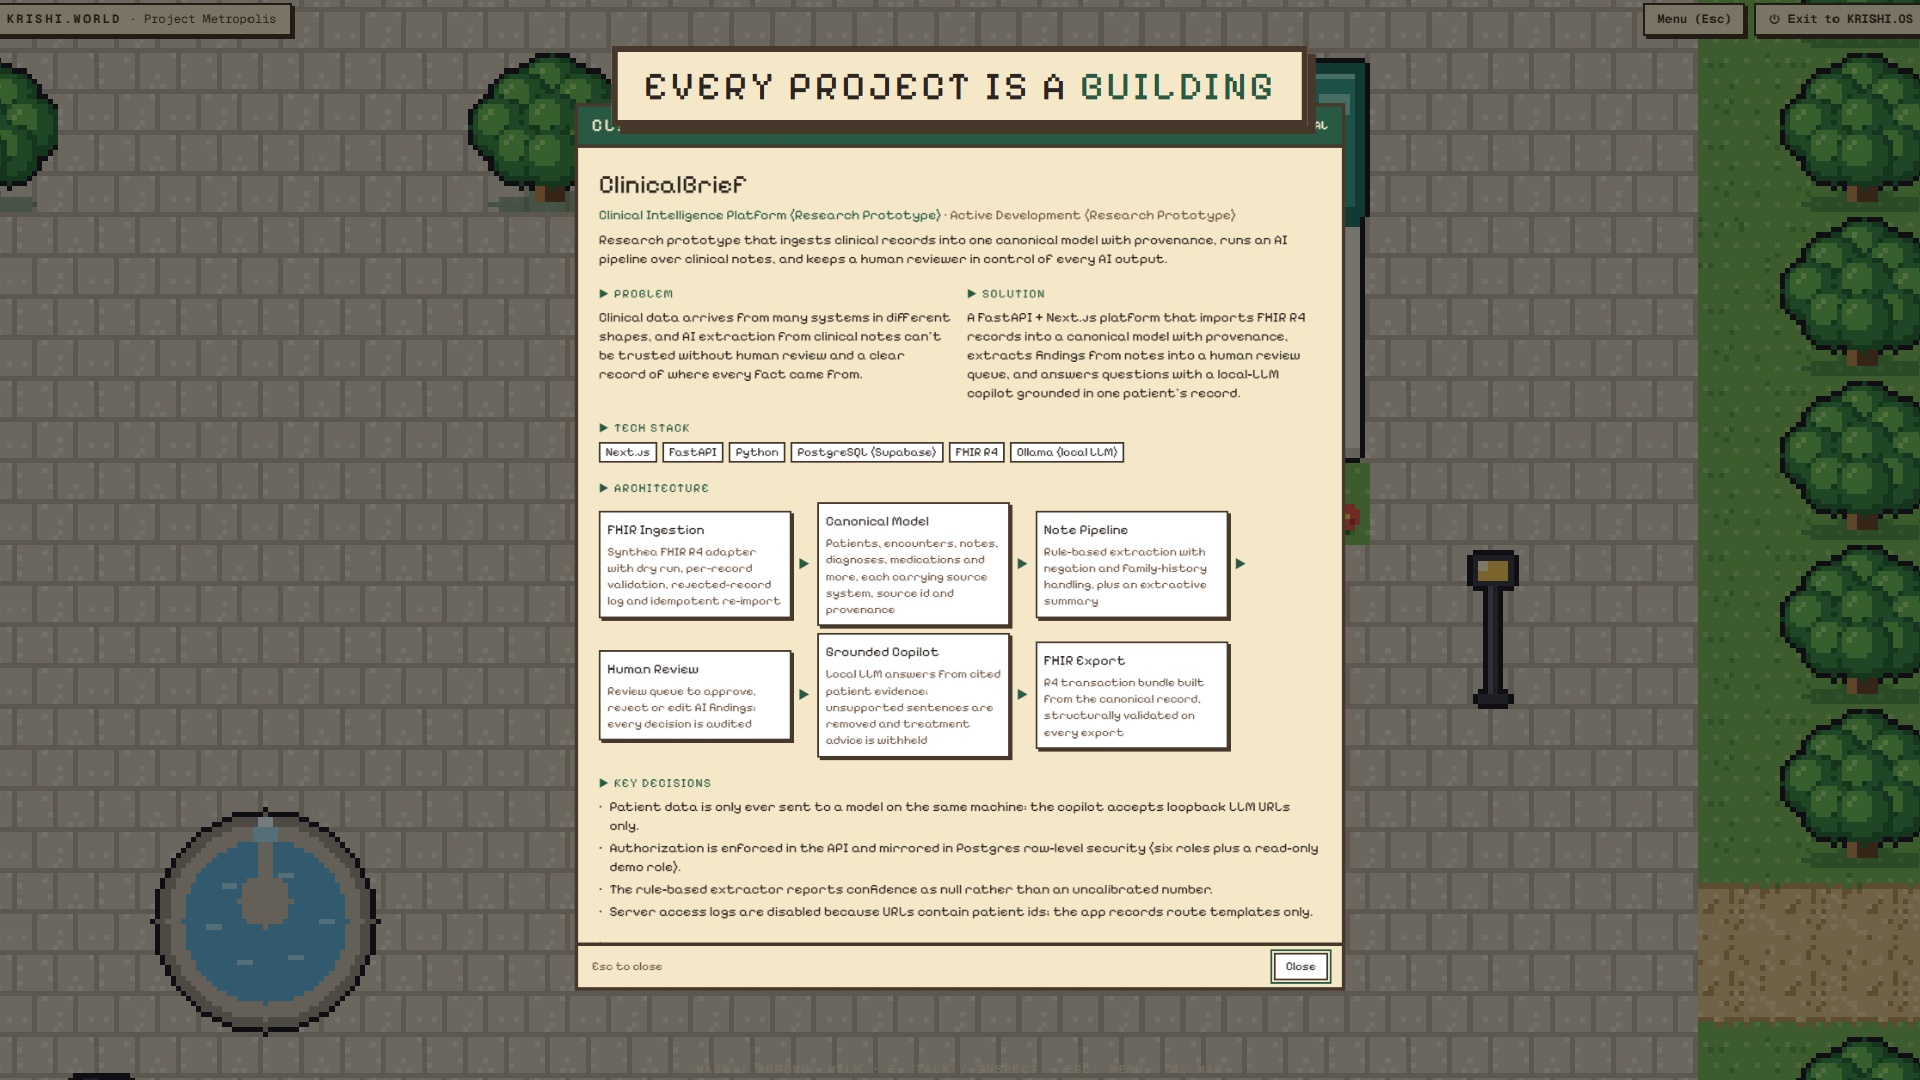 KRISHI.WORLD · Project Metropolis
Menu (Esc)
Exit to KRISHI.OS
EVERY PROJECT IS A BUILDING
ClinicalBrief
Clinical Intelligence Platform (Research Prototype) · Active Development (Research Prototype)
Research prototype that ingests clinical records into one canonical model with provenance, runs an AI
pipeline over clinical notes, and keeps a human reviewer in control of every AI output.
▶ PROBLEM
Clinical data arrives from many systems in different
shapes, and AI extraction from clinical notes can't
be trusted without human review and a clear
record of where every fact came from.
▶ SOLUTION
A FastAPI + Next.js platform that imports FHIR R4
records into a canonical model with provenance,
extracts findings from notes into a human review
queue, and answers questions with a local-LLM
copilot grounded in one patient's record.
▶ TECH STACK
Next.js
FastAPI
Python
PostgreSQL (Supabase)
FHIR R4
Ollama (local LLM)
▶ ARCHITECTURE
FHIR Ingestion
Synthea FHIR R4 adapter
with dry run, per-record
validation, rejected-record
log and idempotent re-import
Canonical Model
Patients, encounters, notes,
diagnoses, medications and
more, each carrying source
system, source id and
provenance
Note Pipeline
Rule-based extraction with
negation and family-history
handling, plus an extractive
summary
Human Review
Review queue to approve,
reject or edit AI findings;
every decision is audited
Grounded Copilot
Local LLM answers from cited
patient evidence;
unsupported sentences are
removed and treatment
advice is withheld
FHIR Export
R4 transaction bundle built
from the canonical record,
structurally validated on
every export
▶ KEY DECISIONS
· Patient data is only ever sent to a model on the same machine: the copilot accepts loopback LLM URLs
only.
· Authorization is enforced in the API and mirrored in Postgres row-level security (six roles plus a read-only
demo role).
· The rule-based extractor reports confidence as null rather than an uncalibrated number.
· Server access logs are disabled because URLs contain patient ids; the app records route templates only.
Esc to close
Close